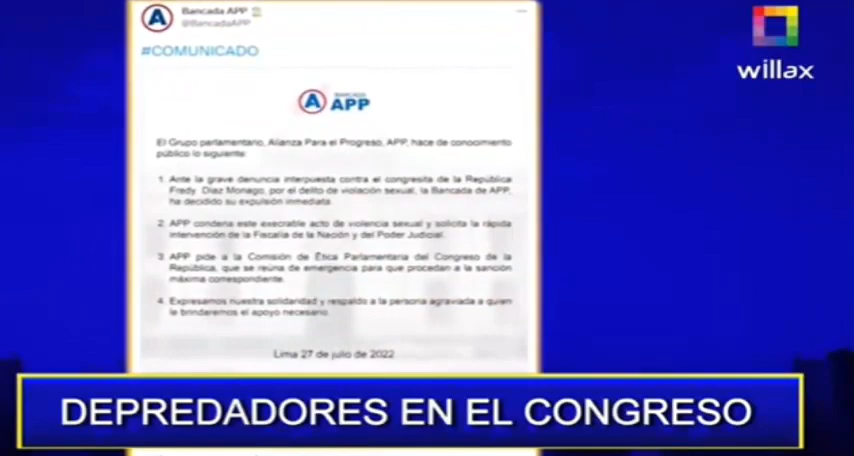 Bancada APP
@BancadaAPP
willax
#COMUNICADO
BANCADA
APP
El Grupo parlamentario, Alianza Para el Progreso, APP, hace de conocimiento
público lo siguiente:
1. Ante la grave denuncia interpuesta contra el congresita de la República
Fredy Díaz Monago, por el delito de violación sexual, la Bancada de APP,
ha decidido su expulsión inmediata.
2. APP condena este execrable acto de violencia sexual y solicita la rápida
intervención de la Fiscalía de la Nación y del Poder Judicial.
3. APP pide a la Comisión de Ética Parlamentaria del Congreso de la
República, que se reúna de emergencia para que procedan a la sanción
máxima correspondiente.
4. Expresamos nuestra solidaridad y respaldo a la persona agraviada a quien
le brindaremos el apoyo necesario.
Lima 27 de julio de 2022
DEPREDADORES EN EL CONGRESO